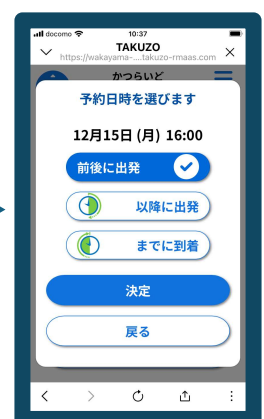 docomo 10:37
TAKUZO
https://wakayama-....takuzo-rmaas.com
かつらいど
予約日時を選びます
12月15日 (月) 16:00
前後に出発
以降に出発
までに到着
決定
戻る